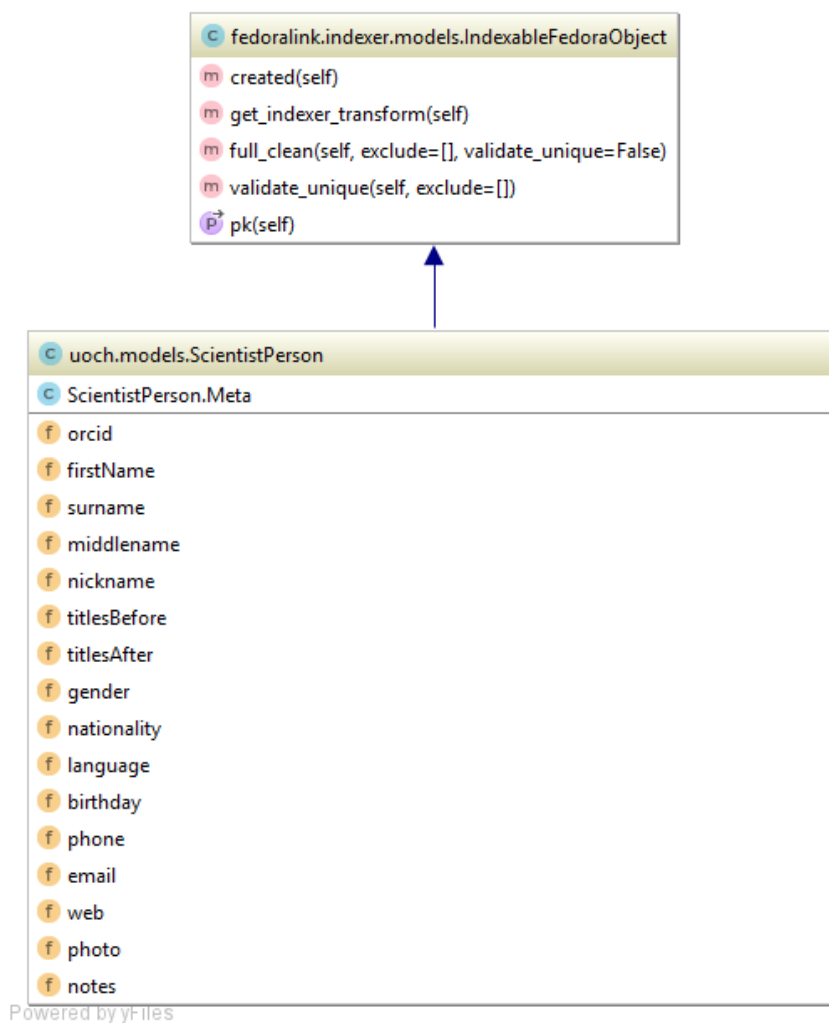 C fedoralink.indexer.models.IndexableFedoraObject
m created(self)
m get_indexer_transform(self)
m full_clean(self, exclude=[], validate_unique=False)
m validate_unique(self, exclude=[])
P pk(self)
C uoch.models.ScientistPerson
C ScientistPerson.Meta
f orcid
f firstName
f surname
f middlename
f nickname
f titlesBefore
f titlesAfter
f gender
f nationality
f language
f birthday
f phone
f email
f web
f photo
f notes
Powered by yFiles